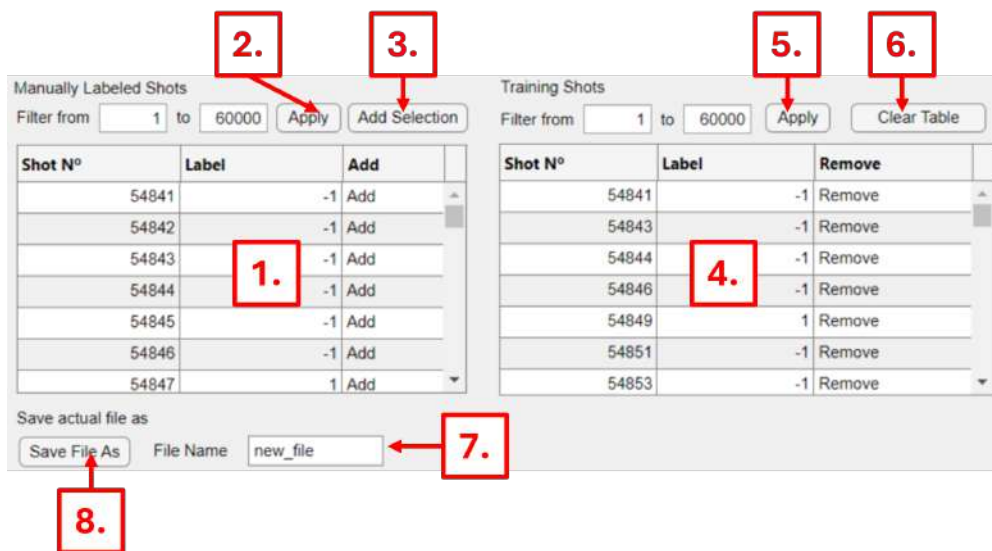 2. 3. 5. 6.
Manually Labeled Shots Training Shots
Filter from 1 to 60000 Apply Add Selection Filter from 1 to 60000 Apply Clear Table
Shot Nº Label Add Shot Nº Label Remove
54841 -1 Add 54841 -1 Remove
54842 -1 Add 54843 -1 Remove
54843 -1 Add 54844 -1 Remove
1. 4.
54844 -1 Add 54846 -1 Remove
54845 -1 Add 54849 1 Remove
54846 -1 Add 54851 -1 Remove
54847 1 Add 54853 -1 Remove
Save actual file as
Save File As File Name new_file 7.
8.